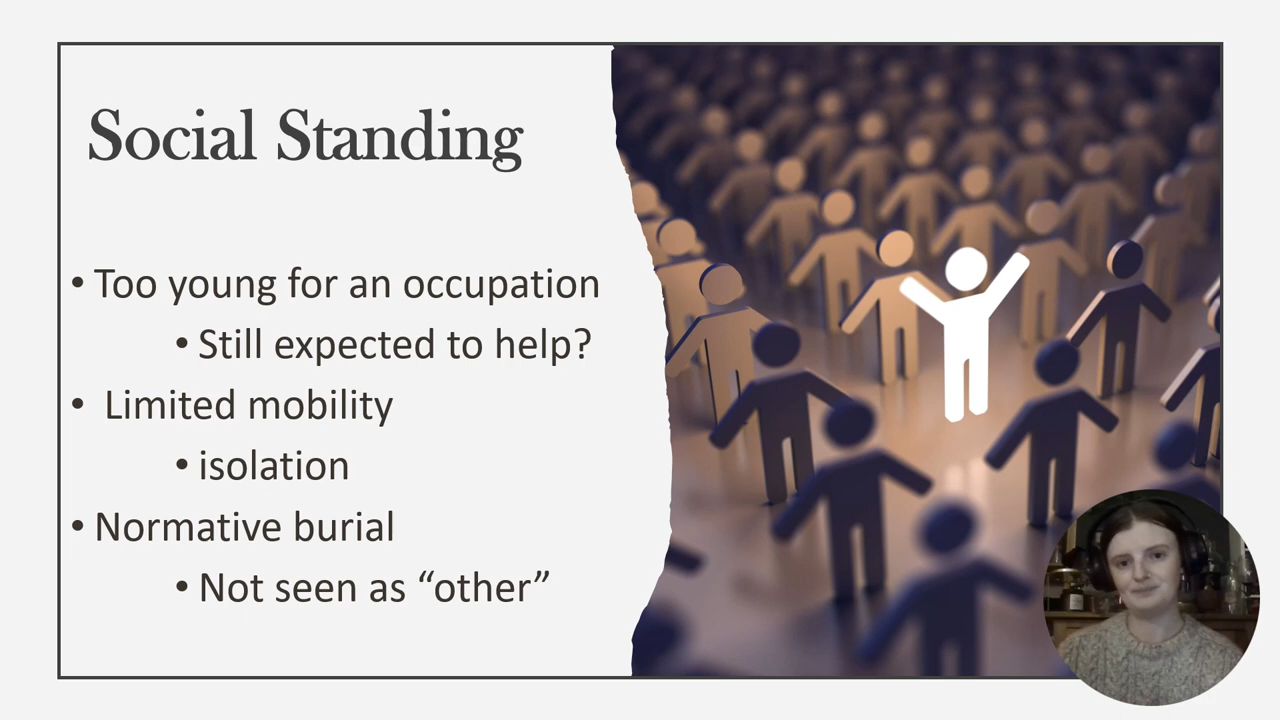 Social Standing
• Too young for an occupation
• Still expected to help?
• Limited mobility
• isolation
• Normative burial
• Not seen as “other”